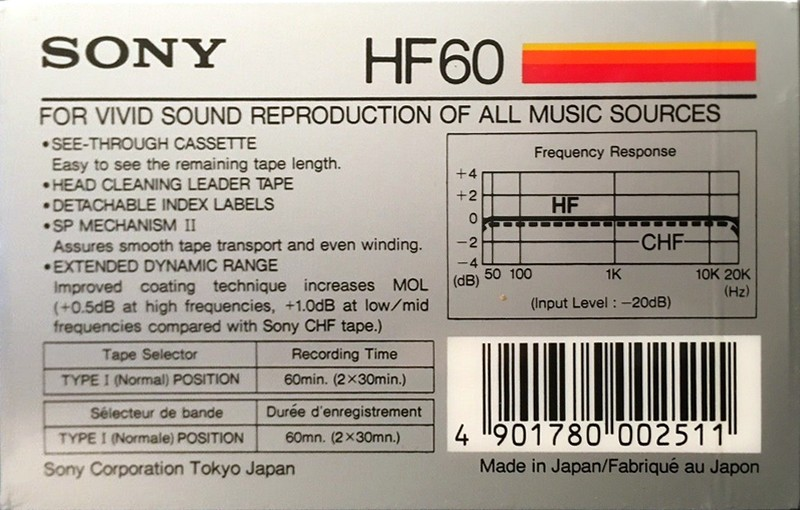 SONY HF60
FOR VIVID SOUND REPRODUCTION OF ALL MUSIC SOURCES
•SEE-THROUGH CASSETTE
Easy to see the remaining tape length.
•HEAD CLEANING LEADER TAPE
•DETACHABLE INDEX LABELS
•SP MECHANISM II
Assures smooth tape transport and even winding.
•EXTENDED DYNAMIC RANGE
Improved coating technique increases MOL
(+0.5dB at high frequencies, +1.0dB at low/mid
frequencies compared with Sony CHF tape.)
Frequency Response
+4
+2
0
−2
−4
(dB)
HF
CHF
50 100 1K 10K 20K
(Hz)
(Input Level : −20dB)
Tape Selector Recording Time
TYPE I (Normal) POSITION 60min. (2×30min.)
Sélecteur de bande Durée d'enregistrement
TYPE I (Normale) POSITION 60mn. (2×30mn.)
4 901780 002511
Sony Corporation Tokyo Japan
Made in Japan/Fabriqué au Japon